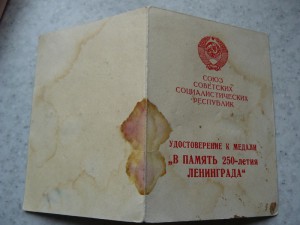 СОЮЗ
СОВЕТСКИХ
СОЦИАЛИСТИЧЕСКИХ
РЕСПУБЛИК
УДОСТОВЕРЕНИЕ К МЕДАЛИ
„В ПАМЯТЬ 250-летия
ЛЕНИНГРАДА“